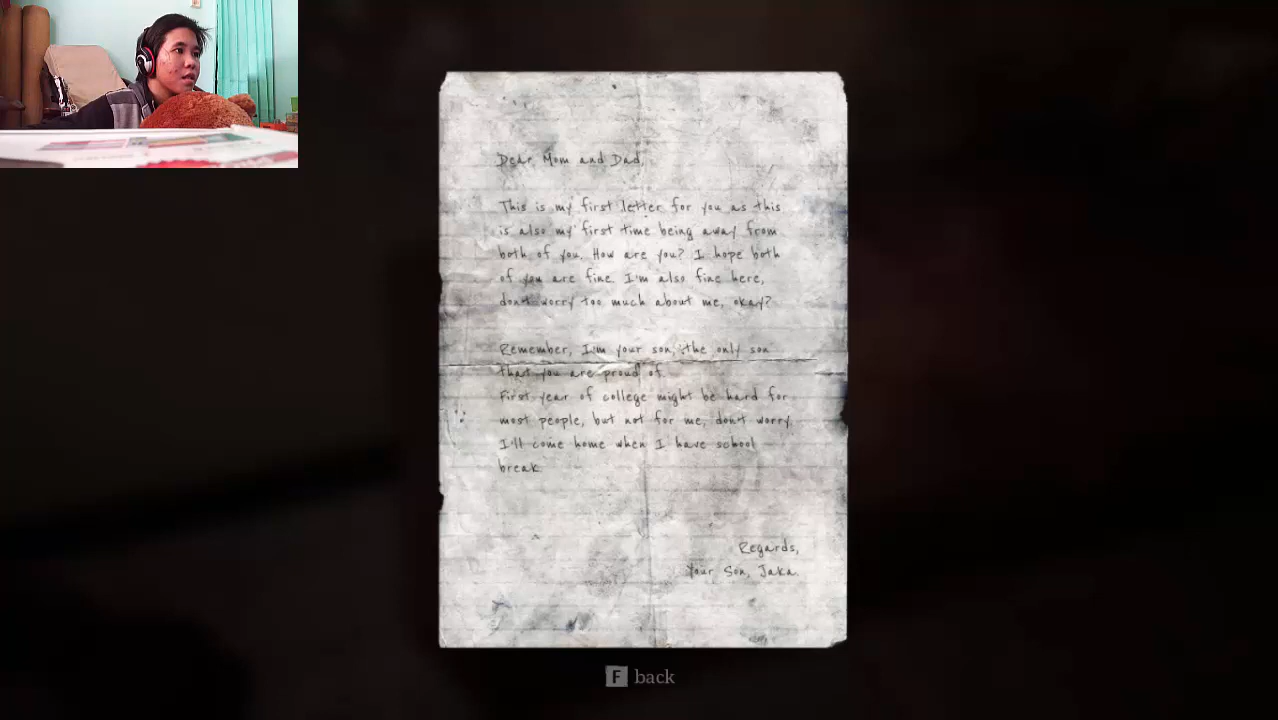 Dear Mom and Dad,
This is my first letter for you as this
is also my first time being away from
both of you. How are you? I hope both
of you are fine. I'm also fine here,
don't worry too much about me, okay?
Remember, I'm your son, the only son
that you are proud of.
First year of college might be hard for
most people, but not for me, don't worry.
I'll come home when I have school
break.
Regards,
Your Son, Jaka.
F back